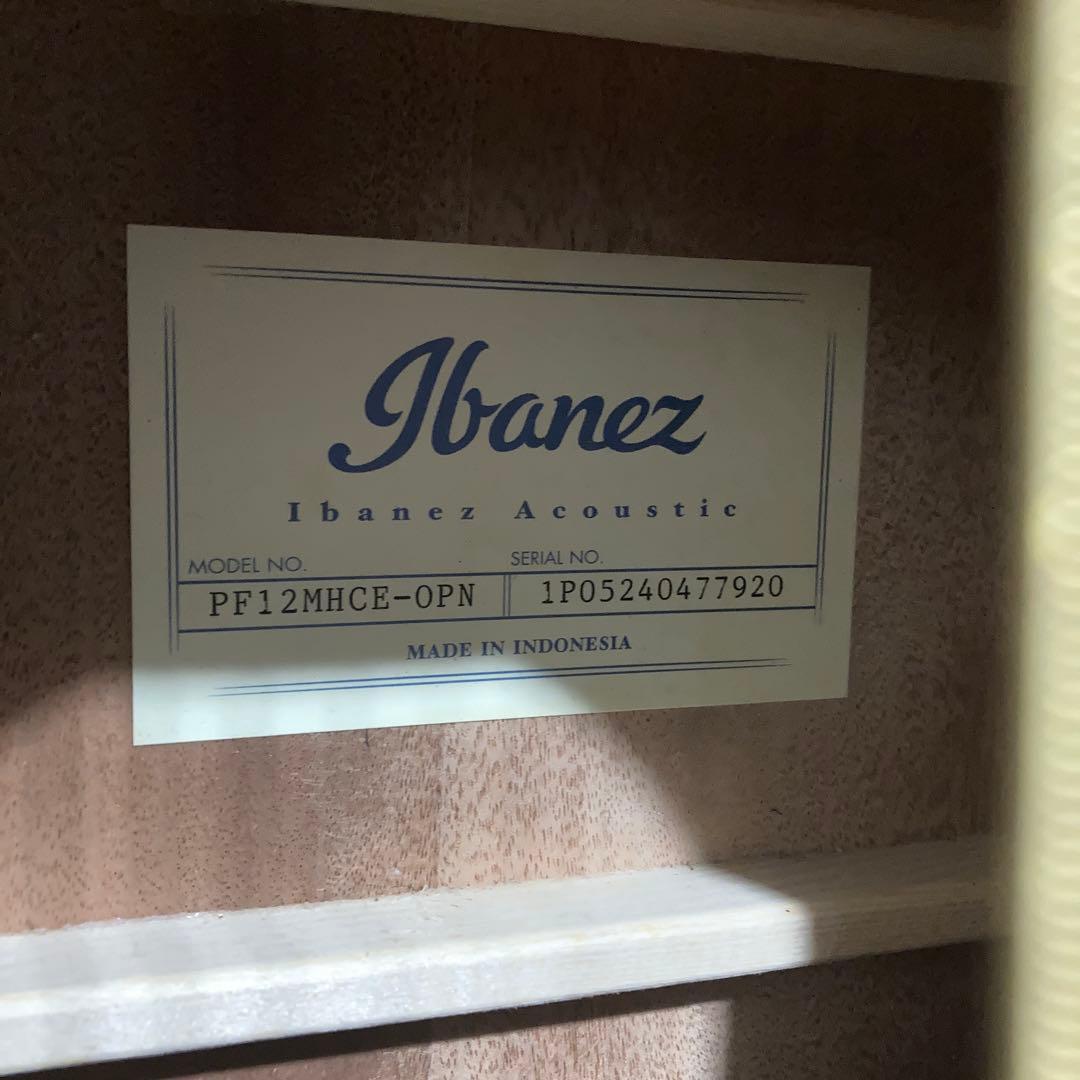 Ibanez
Ibanez Acoustic
MODEL NO. SERIAL NO.
PF12MHCE-OPN 1P05240477920
MADE IN INDONESIA